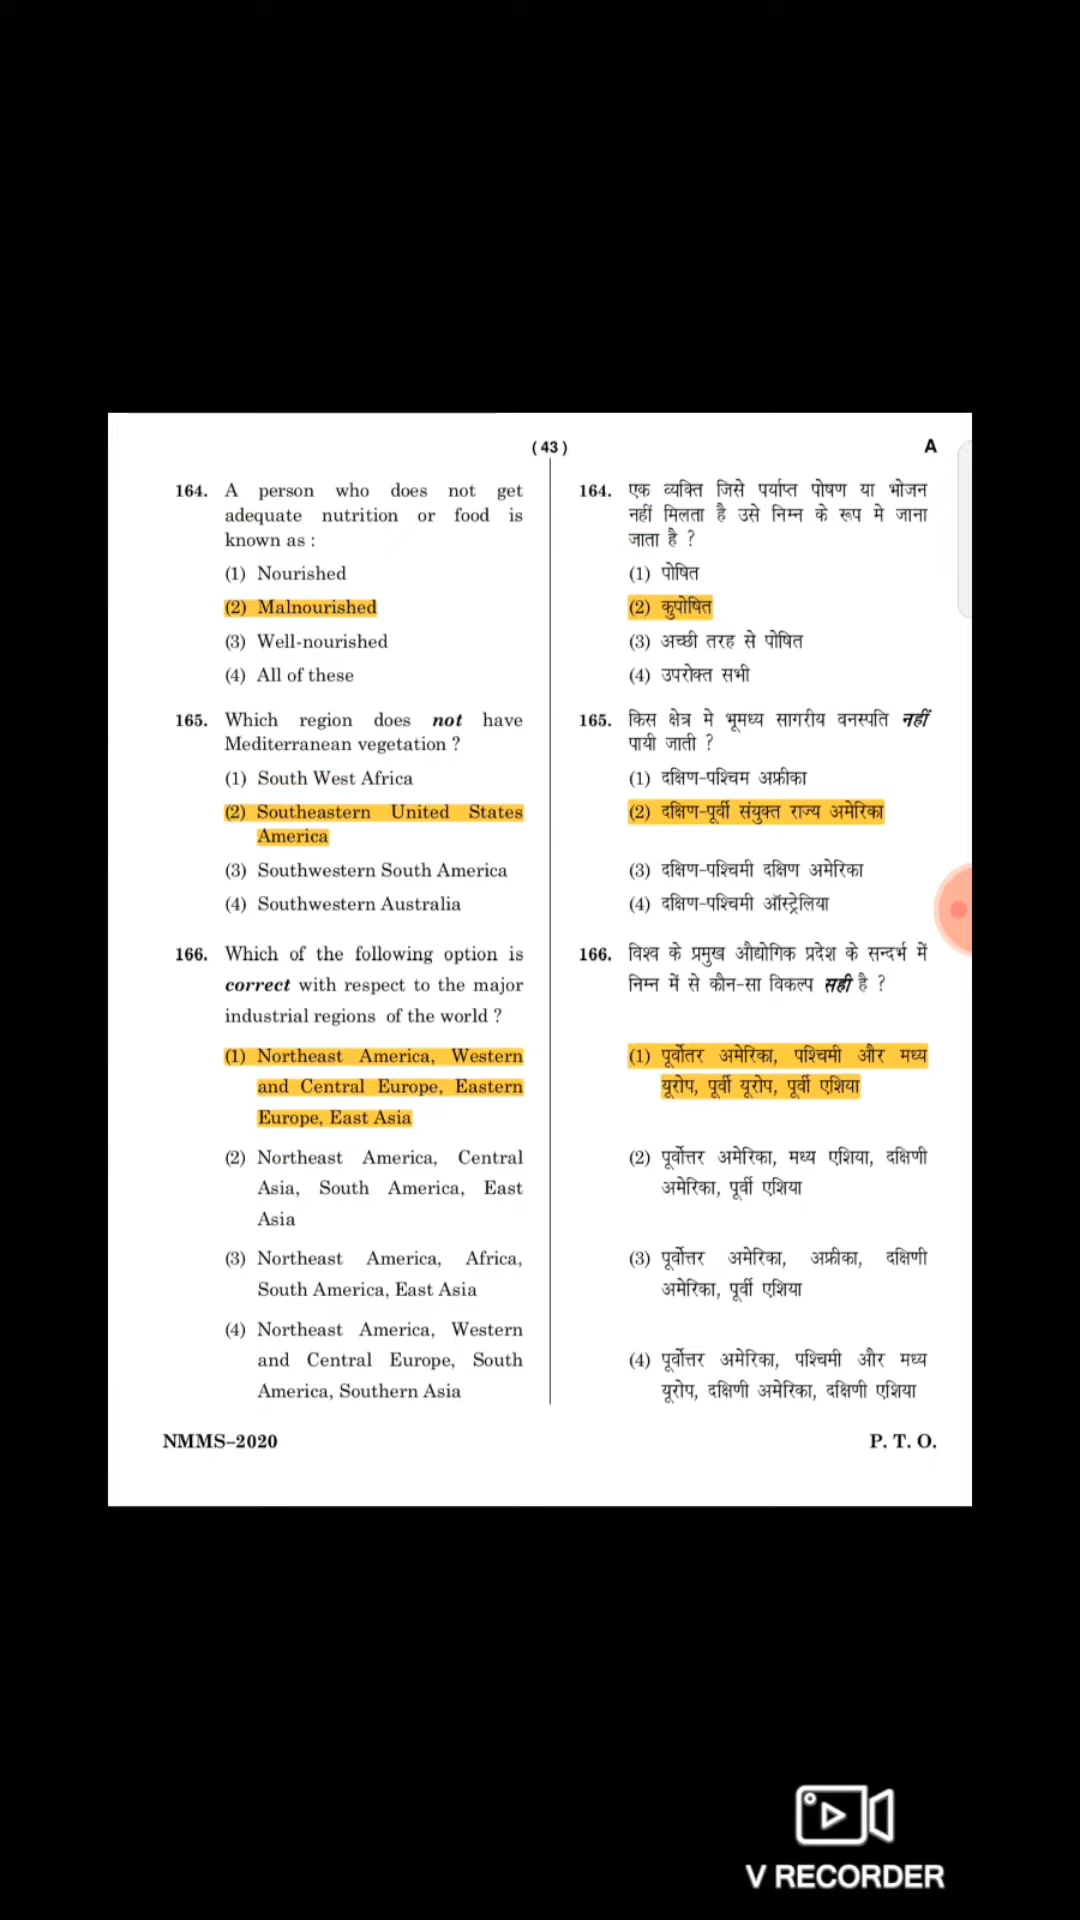 ( 43 )
A
164. A person who does not get
adequate nutrition or food is
known as :
(1) Nourished
(2) Malnourished
(3) Well-nourished
(4) All of these
165. Which region does not have
Mediterranean vegetation ?
(1) South West Africa
(2) Southeastern United States
America
(3) Southwestern South America
(4) Southwestern Australia
166. Which of the following option is
correct with respect to the major
industrial regions of the world ?
(1) Northeast America, Western
and Central Europe, Eastern
Europe, East Asia
(2) Northeast America, Central
Asia, South America, East
Asia
(3) Northeast America, Africa,
South America, East Asia
(4) Northeast America, Western
and Central Europe, South
America, Southern Asia
164. एक व्यक्ति जिसे पर्याप्त पोषण या भोजन
नहीं मिलता है उसे निम्न के रूप मे जाना
जाता है ?
(1) पोषित
(2) कुपोषित
(3) अच्छी तरह से पोषित
(4) उपरोक्त सभी
165. किस क्षेत्र मे भूमध्य सागरीय वनस्पति नहीं
पायी जाती ?
(1) दक्षिण-पश्चिम अफ्रीका
(2) दक्षिण-पूर्वी संयुक्त राज्य अमेरिका
(3) दक्षिण-पश्चिमी दक्षिण अमेरिका
(4) दक्षिण-पश्चिमी ऑस्ट्रेलिया
166. विश्व के प्रमुख औद्योगिक प्रदेश के सन्दर्भ में
निम्न में से कौन-सा विकल्प सही है ?
(1) पूर्वोतर अमेरिका, पश्चिमी और मध्य
यूरोप, पूर्वी यूरोप, पूर्वी एशिया
(2) पूर्वोत्तर अमेरिका, मध्य एशिया, दक्षिणी
अमेरिका, पूर्वी एशिया
(3) पूर्वोत्तर अमेरिका, अफ्रीका, दक्षिणी
अमेरिका, पूर्वी एशिया
(4) पूर्वोत्तर अमेरिका, पश्चिमी और मध्य
यूरोप, दक्षिणी अमेरिका, दक्षिणी एशिया
NMMS–2020
P. T. O.
V RECORDER